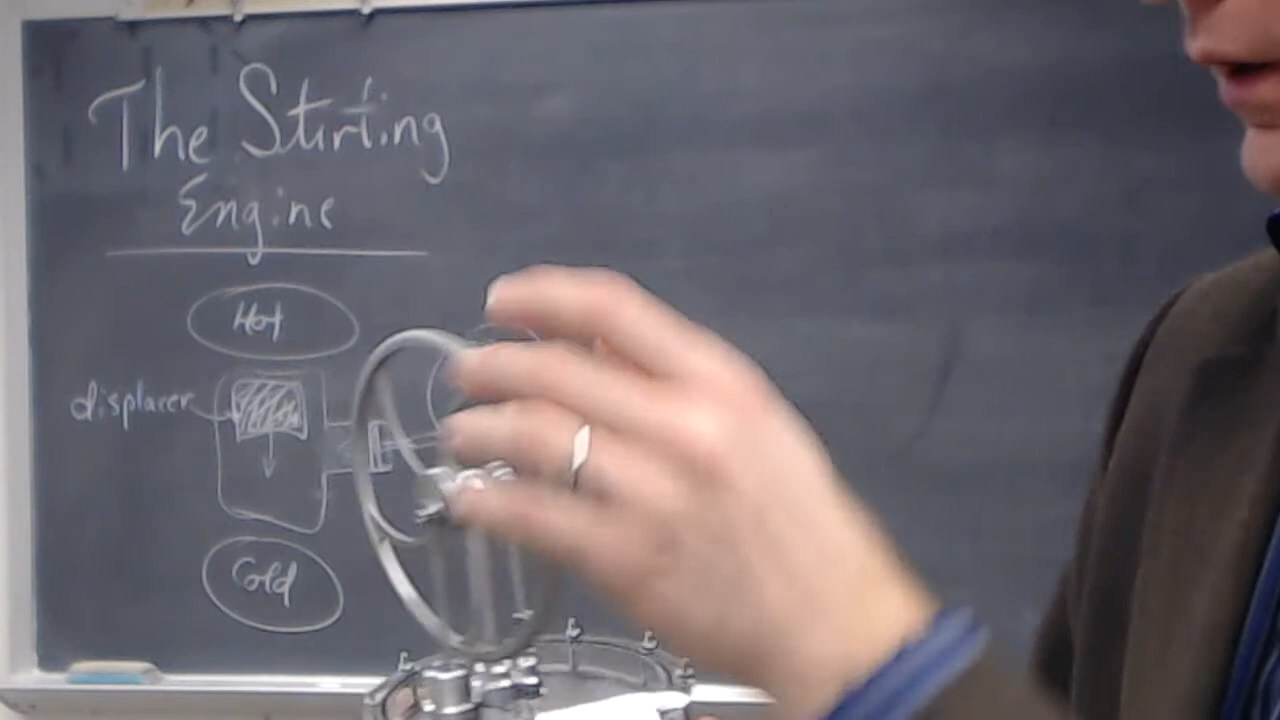 The Stirling
Engine
Hot
displacer
Cold